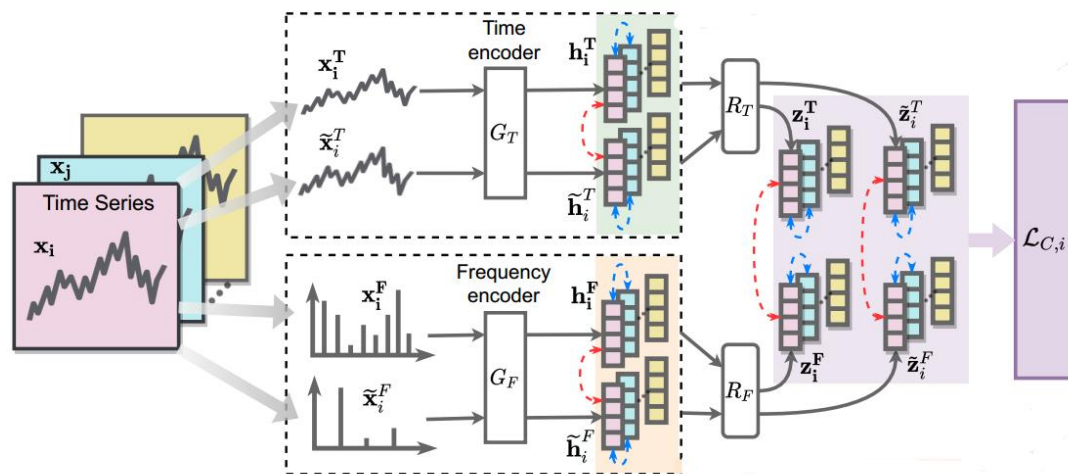 Time Series
x_i
x_j
x_i^T
x̃_i^T
Time
encoder
G_T
h_i^T
h̃_i^T
R_T
z_i^T
z̃_i^T
x_i^F
x̃_i^F
Frequency
encoder
G_F
h_i^F
h̃_i^F
R_F
z_i^F
z̃_i^F
ℒ_{C,i}